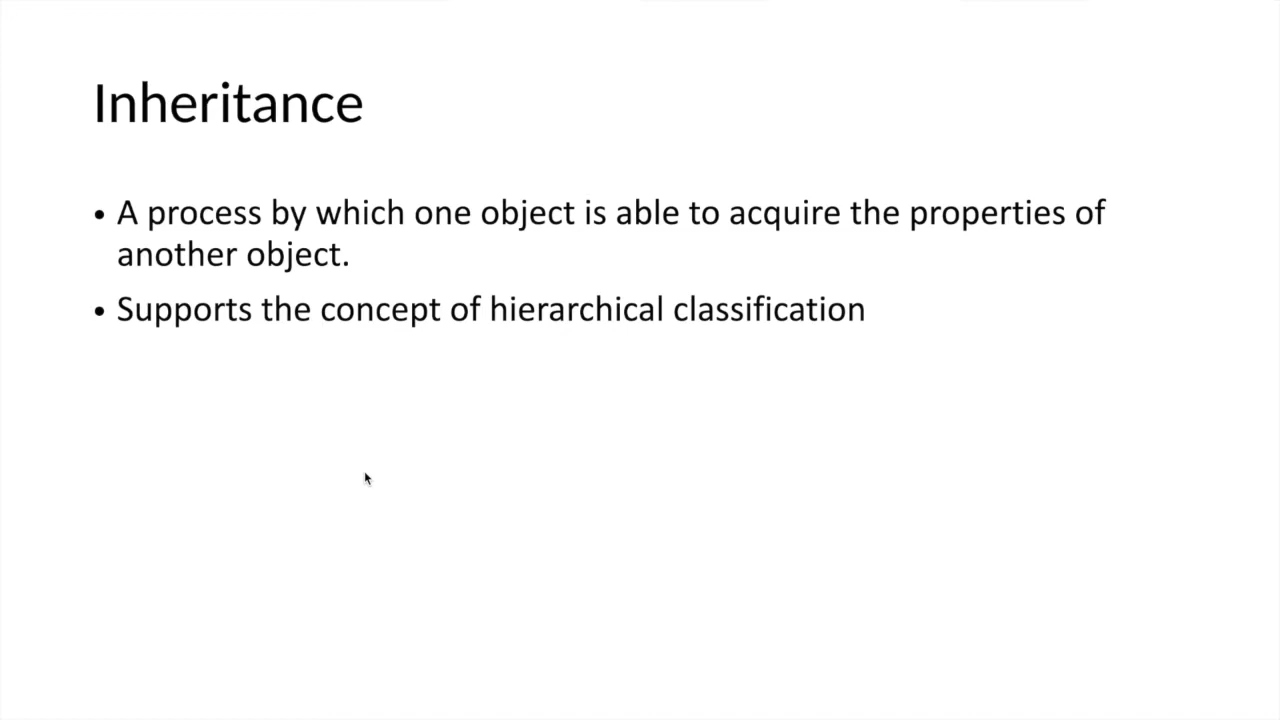 Inheritance
• A process by which one object is able to acquire the properties of
another object.
• Supports the concept of hierarchical classification